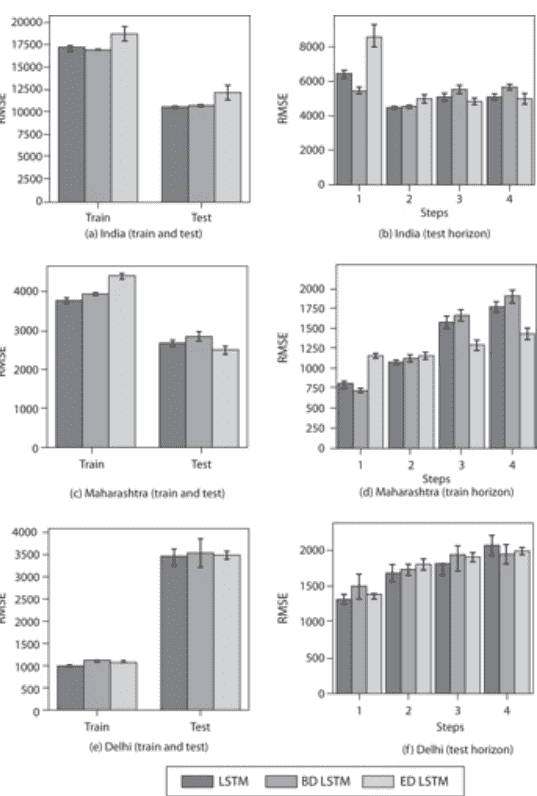 20000
17500
15000
12500
10000
17500
15000
12500
0
RMSE
Train
Test
(a) India (train and test)
8000
6000
4000
2000
0
RMSE
1
2
3
4
Steps
(b) India (test horizon)
4000
3000
2000
1000
0
RMSE
Train
Test
(c) Maharashtra (train and test)
2000
1750
1500
1250
1000
750
500
250
0
RMSE
1
2
3
4
Steps
(d) Maharashtra (train horizon)
4000
3500
3000
2500
2000
1500
1000
500
0
RMSE
Train
Test
(e) Delhi (train and test)
2000
1500
1000
500
0
RMSE
1
2
3
4
Steps
(f) Delhi (test horizon)
LSTM
BD LSTM
ED LSTM